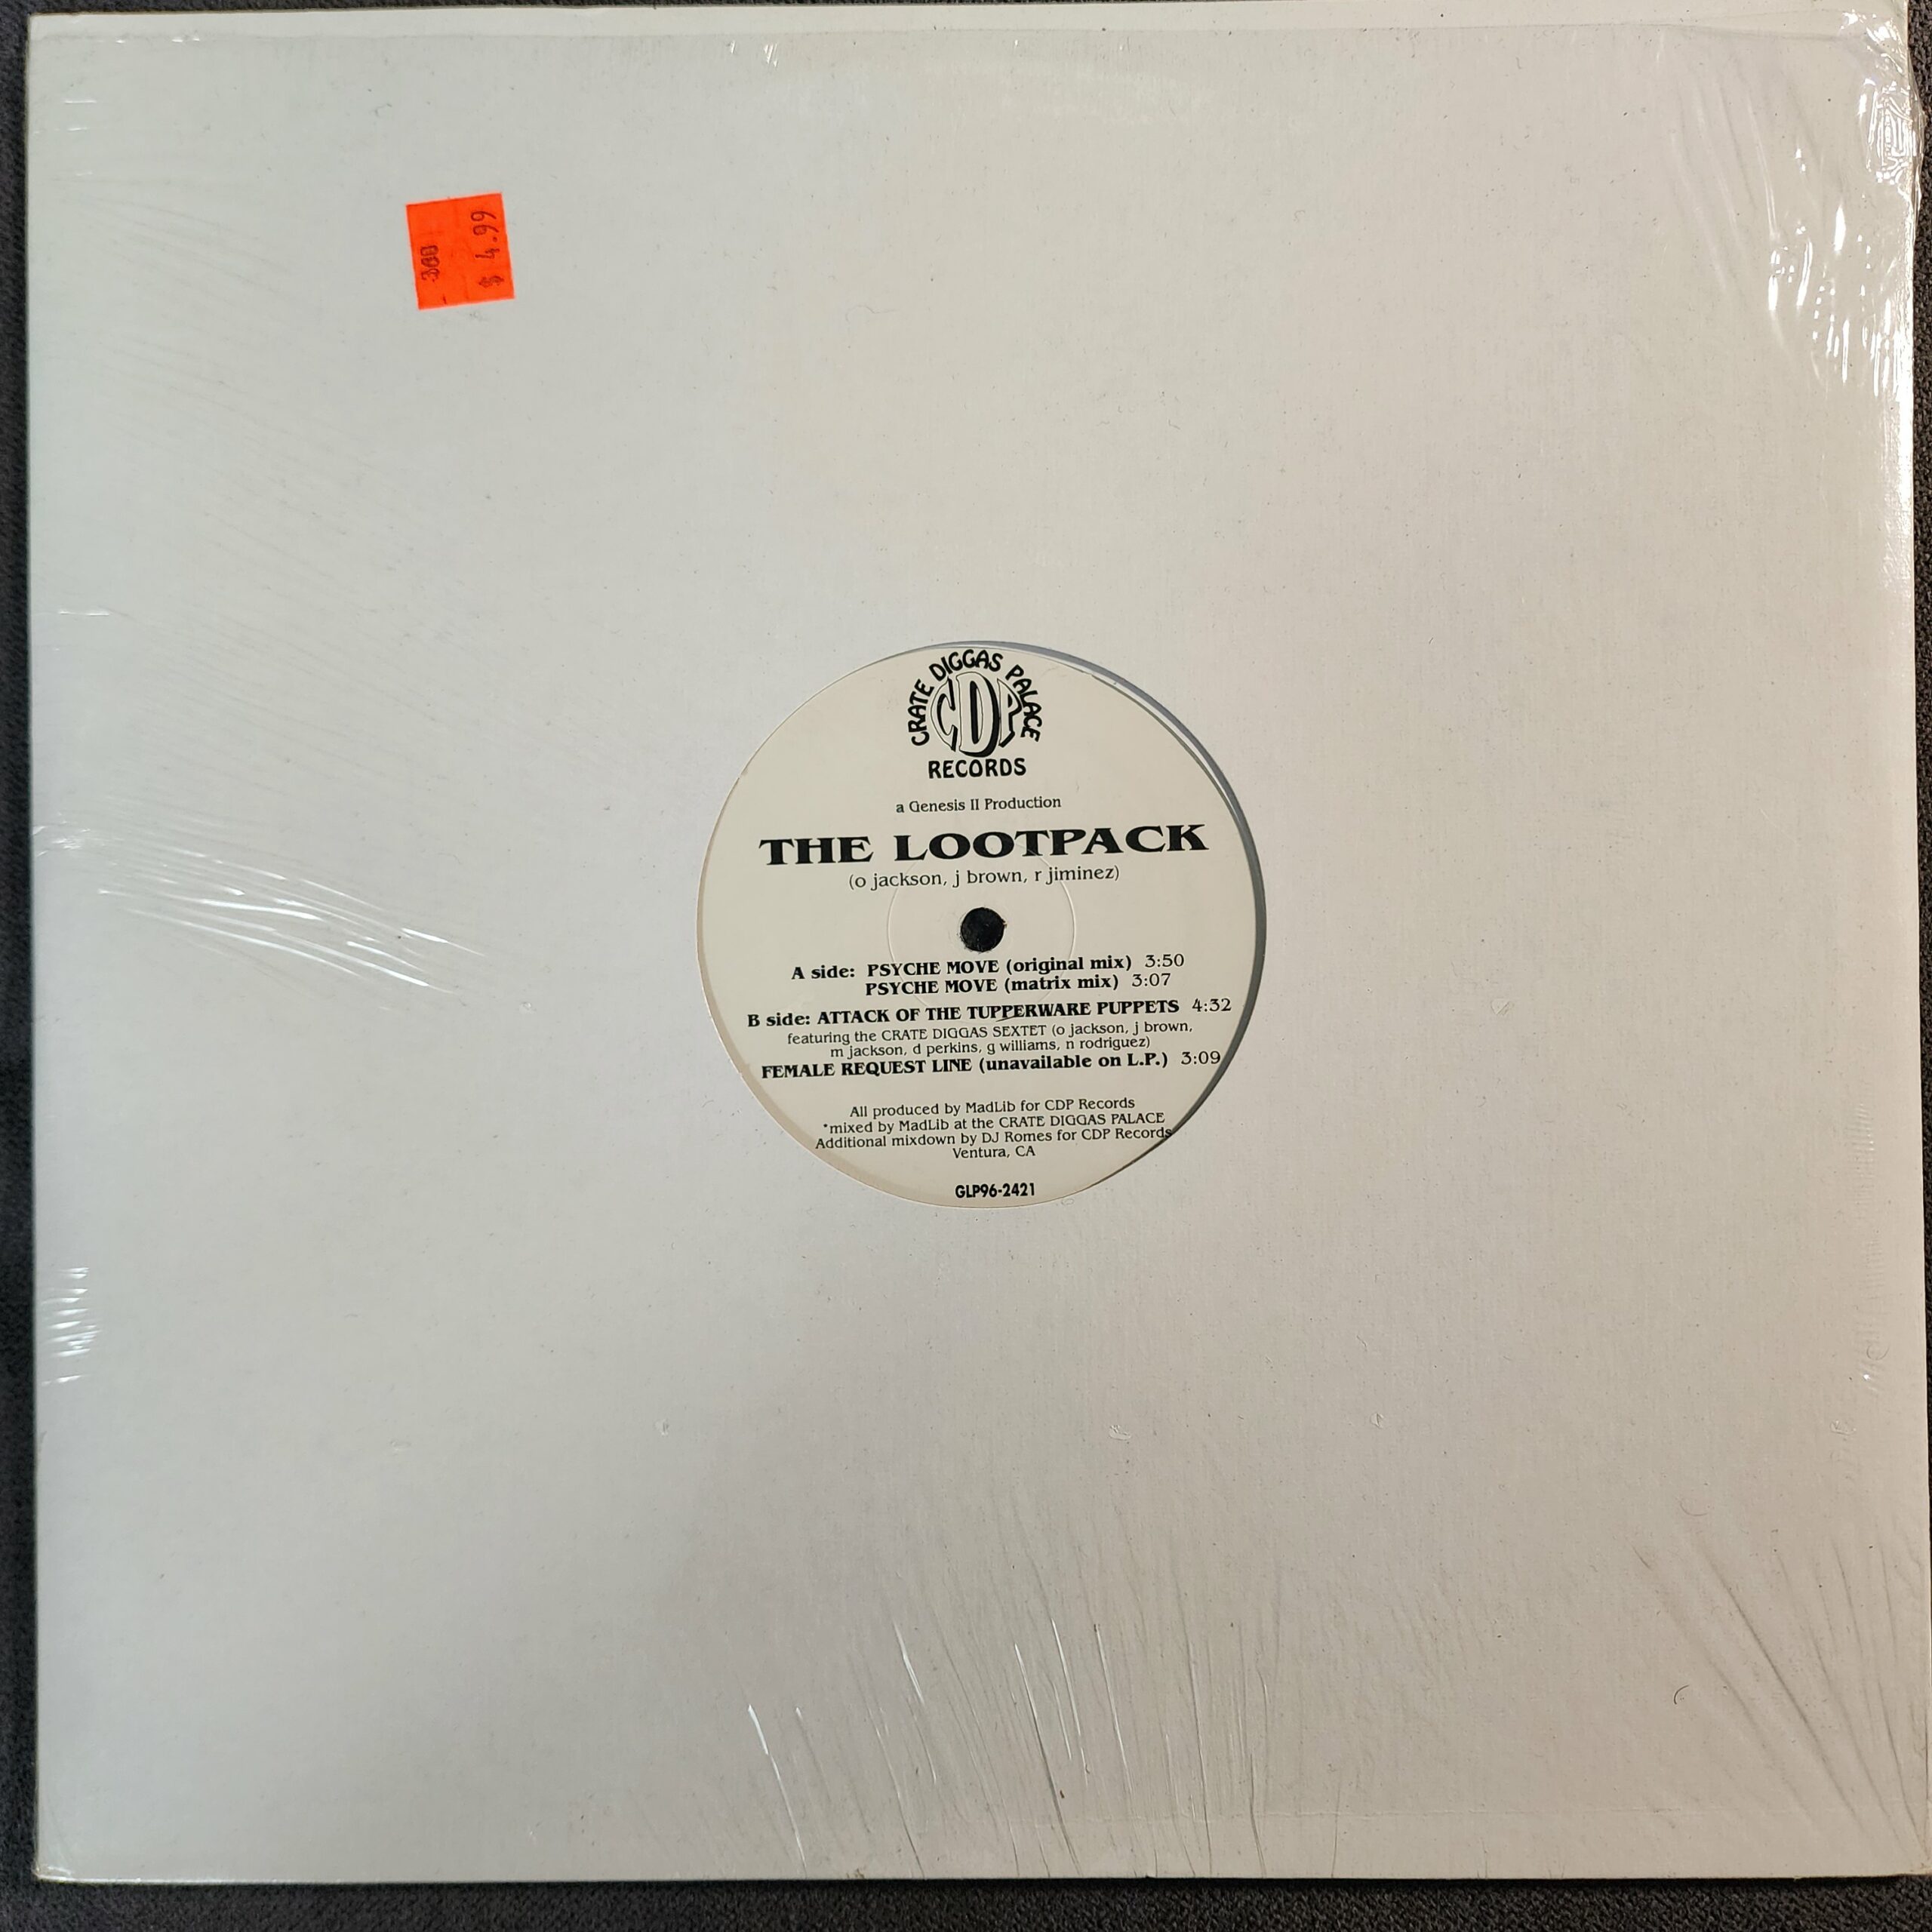 $ 4.99
CRATE DIGGAS PALACE
CDP
RECORDS
a Genesis II Production
THE LOOTPACK
(o jackson, j brown, r jiminez)
A side: PSYCHE MOVE (original mix) 3:50
PSYCHE MOVE (matrix mix) 3:07
B side: ATTACK OF THE TUPPERWARE PUPPETS 4:32
featuring the CRATE DIGGAS SEXTET (o jackson, j brown,
m jackson, d perkins, g williams, n rodriguez)
FEMALE REQUEST LINE (unavailable on L.P.) 3:09
All produced by MadLib for CDP Records
*mixed by MadLib at the CRATE DIGGAS PALACE
Additional mixdown by DJ Romes for CDP Records
Ventura, CA
GLP96-2421